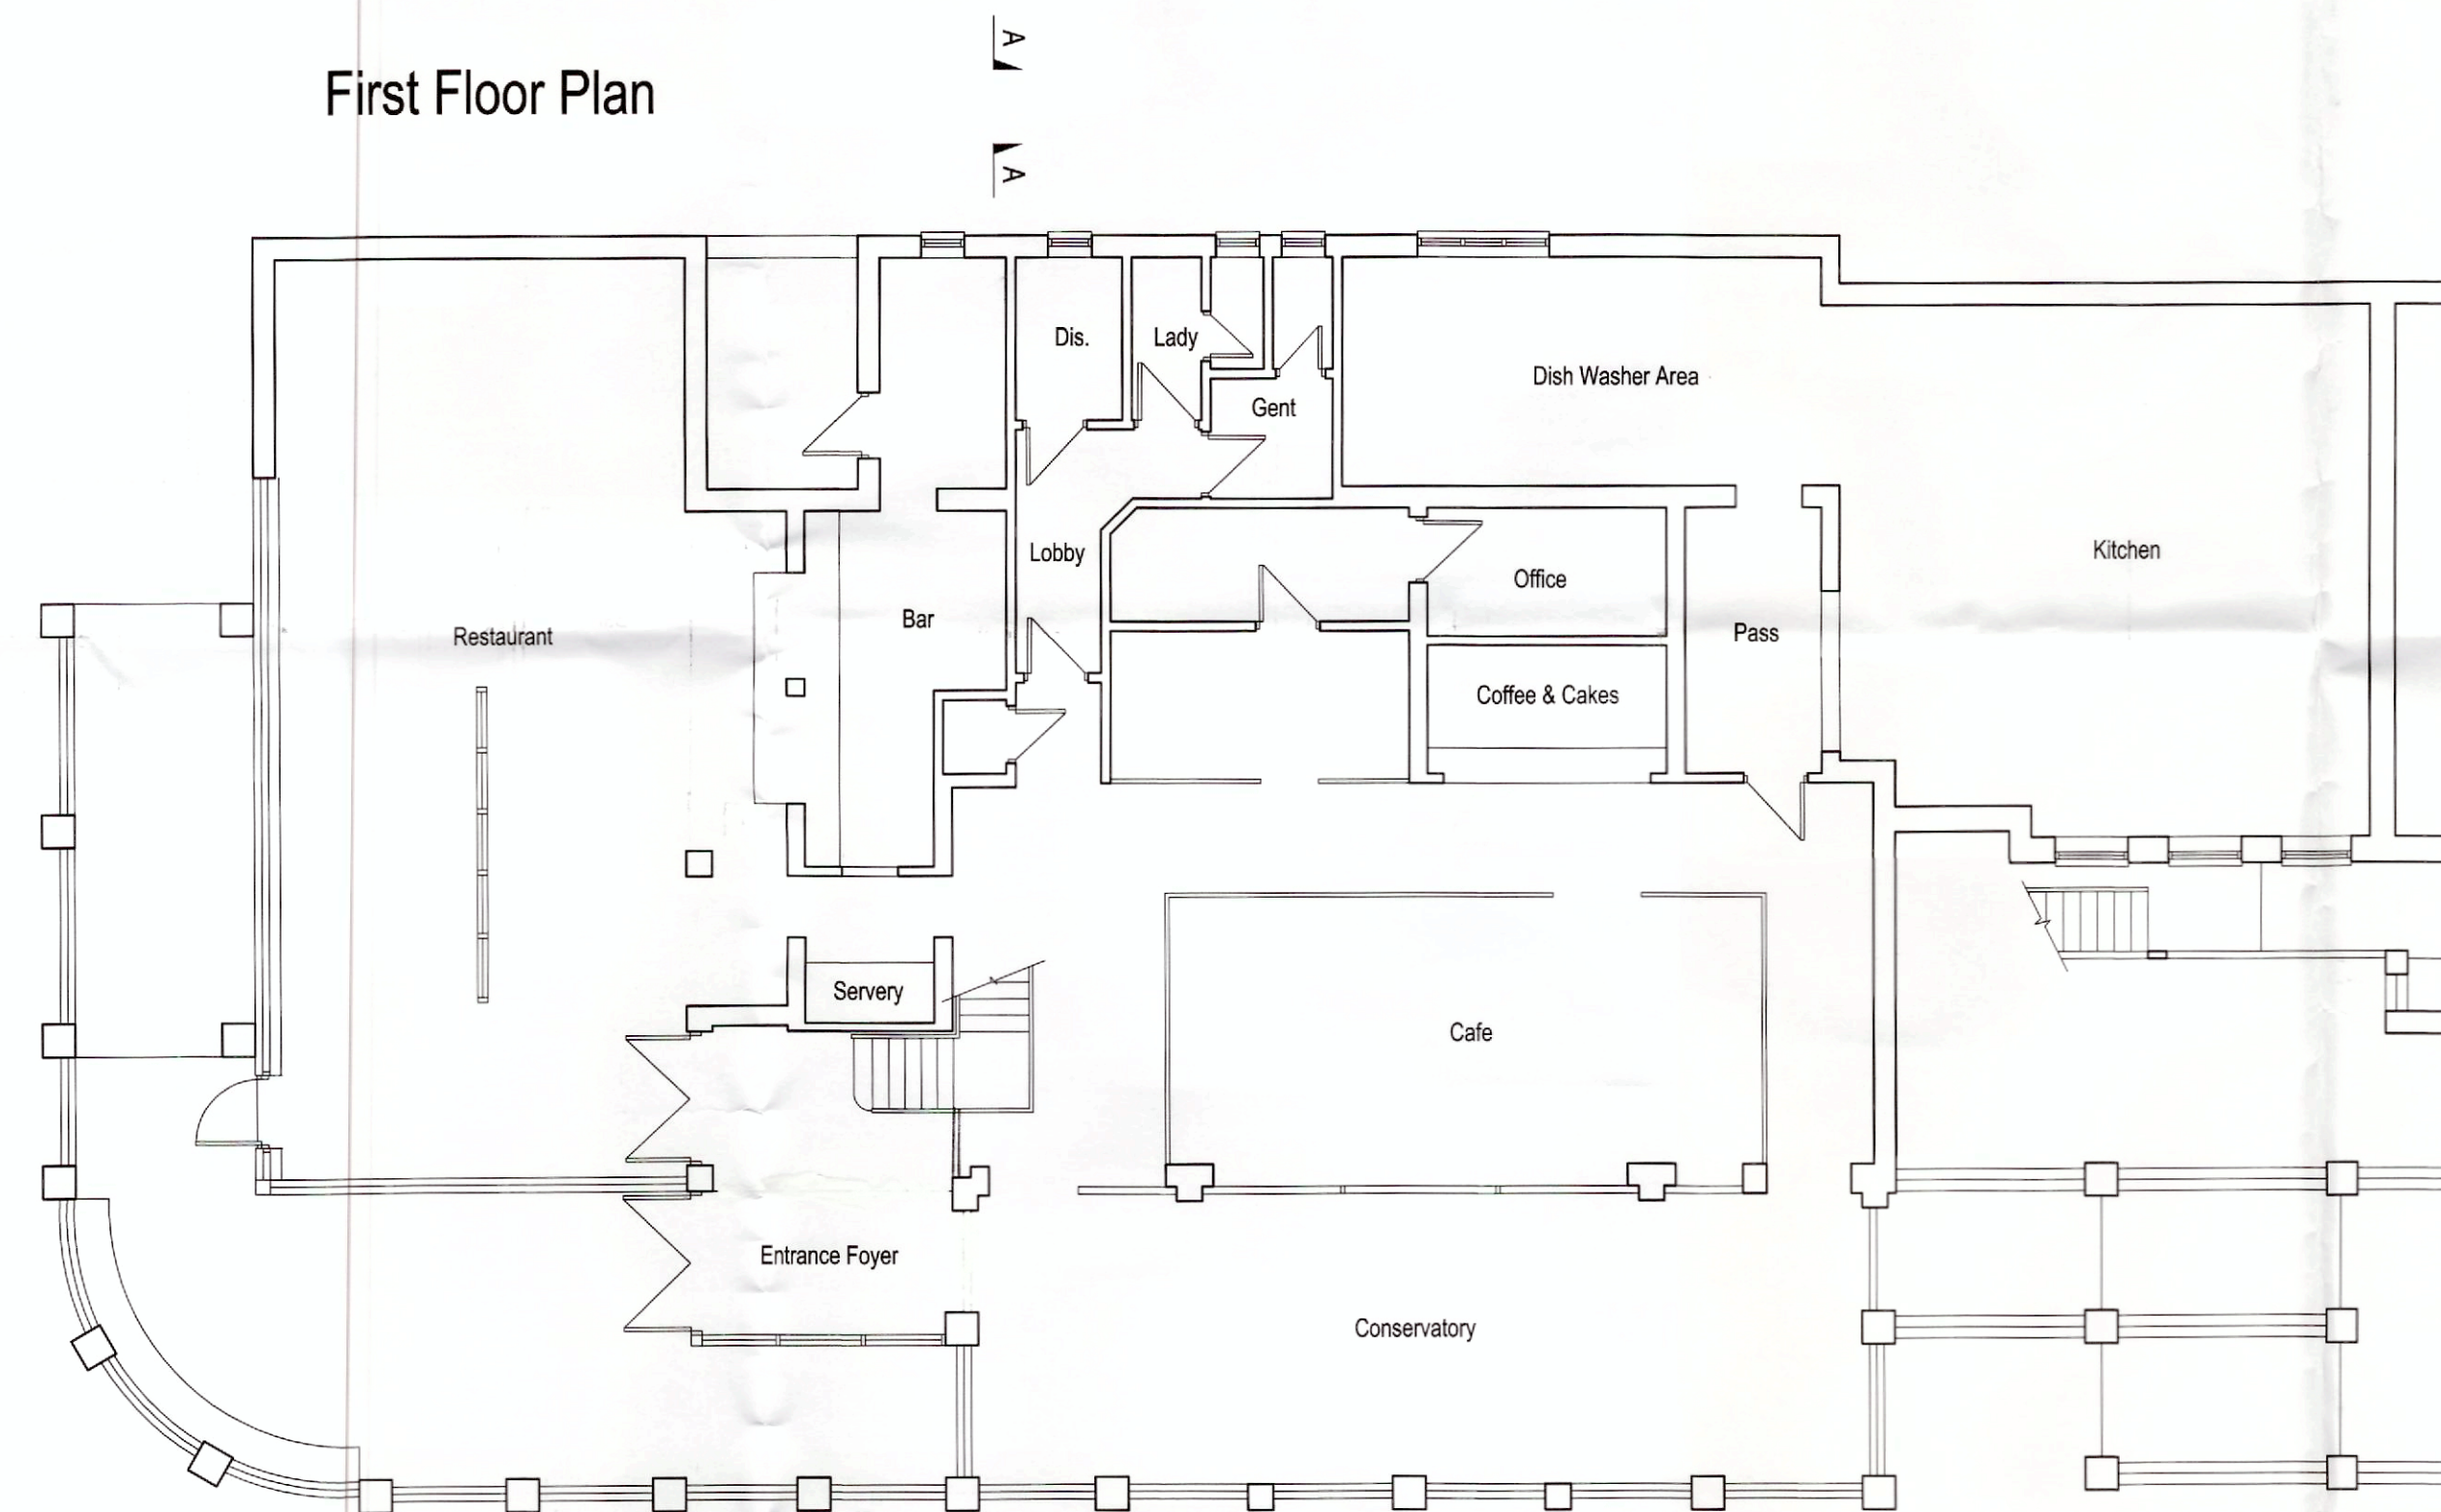 A
First Floor Plan
A
Dis.
Lady
Dish Washer Area
Gent
Kitchen
Lobby
Office
Bar
Pass
Restaurant
Coffee & Cakes
Servery
Cafe
Entrance Foyer
Conservatory